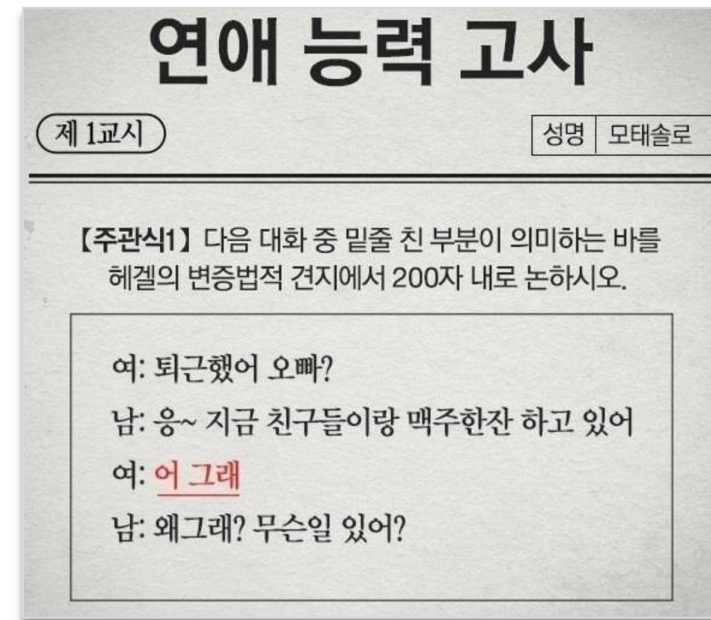 연애 능력 고사
제 1교시
성명 모태솔로
【주관식1】 다음 대화 중 밑줄 친 부분이 의미하는 바를
헤겔의 변증법적 견지에서 200자 내로 논하시오.
여: 퇴근했어 오빠?
남: 응~ 지금 친구들이랑 맥주한잔 하고 있어
여: 어 그래
남: 왜그래? 무슨일 있어?